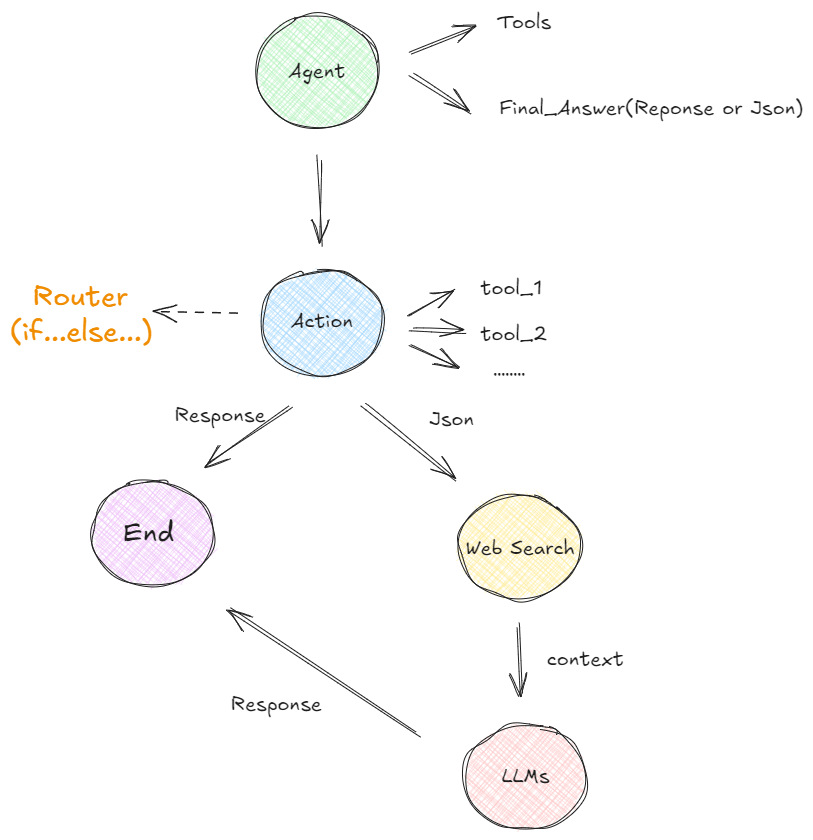 Tools
Agent
Final_Answer(Reponse or Json)
Router
(if...else...)
Action
tool_1
tool_2
........
Response
Json
End
Web Search
context
Response
LLMs